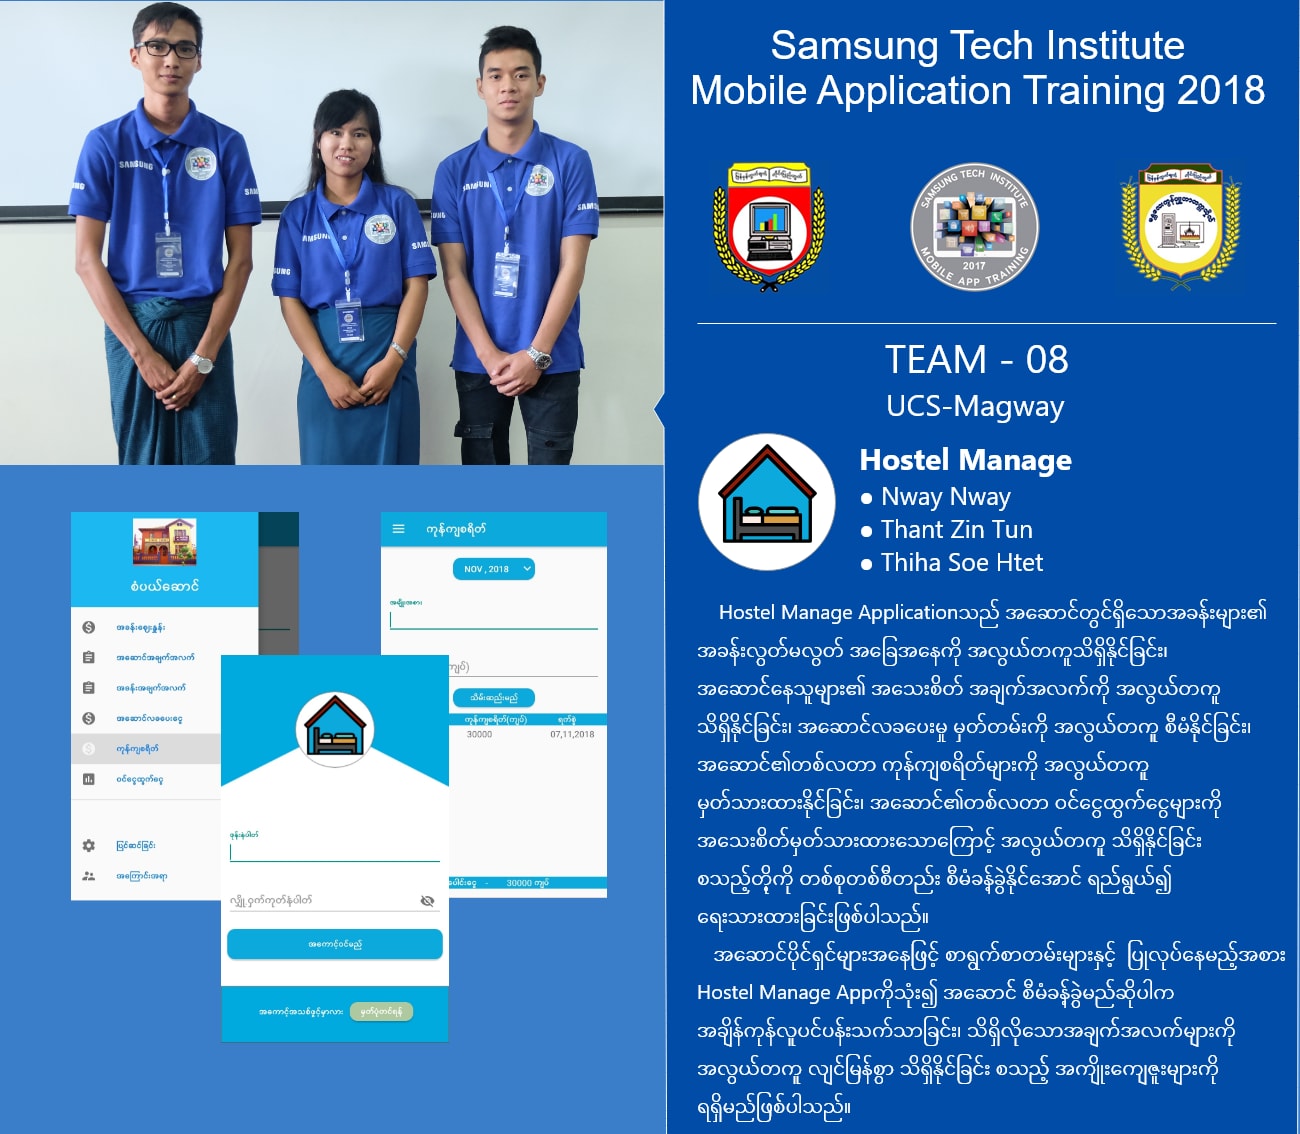 Samsung Tech Institute
Mobile Application Training 2018
SAMSUNG
SAMSUNG
SAMSUNG
SAMSUNG TECH INSTITUTE
2017
MOBILE APP TRAINING
TEAM - 08
UCS-Magway
Hostel Manage
● Nway Nway
● Thant Zin Tun
● Thiha Soe Htet
Hostel Manage Applicationသည် အဆောင်တွင်ရှိသောအခန်းများ၏
အခန်းလွတ်မလွတ် အခြေအနေကို အလွယ်တကူသိရှိနိုင်ခြင်း၊
အဆောင်နေသူများ၏ အသေးစိတ် အချက်အလက်ကို အလွယ်တကူ
သိရှိနိုင်ခြင်း၊ အဆောင်လခပေးမှု မှတ်တမ်းကို အလွယ်တကူ စီမံနိုင်ခြင်း၊
အဆောင်၏တစ်လတာ ကုန်ကျစရိတ်များကို အလွယ်တကူ
မှတ်သားထားနိုင်ခြင်း၊ အဆောင်၏တစ်လတာ ဝင်ငွေထွက်ငွေများကို
အသေးစိတ်မှတ်သားထားသောကြောင့် အလွယ်တကူ သိရှိနိုင်ခြင်း
စသည့်တို့ကို တစ်စုတစ်စီတည်း စီမံခန့်ခွဲနိုင်အောင် ရည်ရွယ်၍
ရေးသားထားခြင်းဖြစ်ပါသည်။
အဆောင်ပိုင်ရှင်များအနေဖြင့် စာရွက်စာတမ်းများနှင့် ပြုလုပ်နေမည့်အစား
Hostel Manage Appကိုသုံး၍ အဆောင် စီမံခန့်ခွဲမည်ဆိုပါက
အချိန်ကုန်လူပင်ပန်းသက်သာခြင်း၊ သိရှိလိုသောအချက်အလက်များကို
အလွယ်တကူ လျင်မြန်စွာ သိရှိနိုင်ခြင်း စသည့် အကျိုးကျေးဇူးများကို
ရရှိမည်ဖြစ်ပါသည်။
စံပယ်ဆောင်
အခန်းဈေးနှုန်း
အဆောင်အချက်အလက်
အခန်းအချက်အလက်
အဆောင်လခပေးငွေ
ကုန်ကျစရိတ်
ဝင်ငွေထွက်ငွေ
ပြင်ဆင်ခြင်း
အကြောင်းအရာ
ကုန်ကျစရိတ်
NOV , 2018
အမျိုးအစား
ကျပ်)
သိမ်းဆည်းမည်
ကုန်ကျစရိတ်(ကျပ်) ရက်စွဲ
30000 07,11,2018
ပေါင်းငွေ - 30000 ကျပ်
ဖုန်းနံပါတ်
လျှို့ဝှက်ကုတ်နံပါတ်
အကောင့်ဝင်မည်
အကောင့်အသစ်ဖွင့်မှာလား မှတ်ပုံတင်ရန်